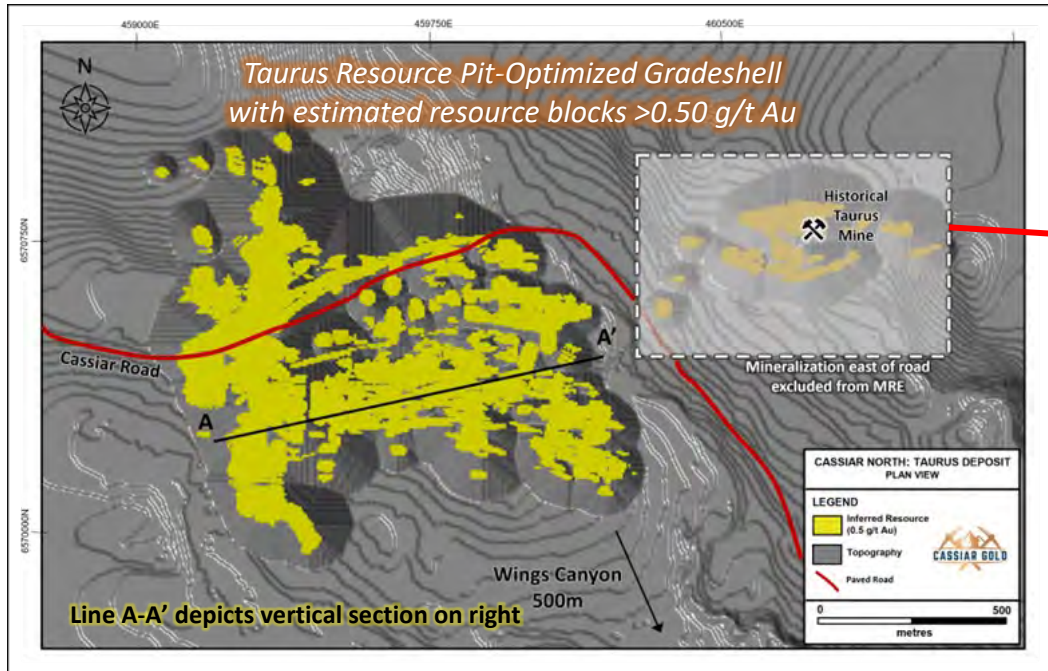 459000E
459750E
460500E
N
Taurus Resource Pit-Optimized Gradeshell
with estimated resource blocks >0.50 g/t Au
Historical
Taurus
Mine
6570750N
Cassiar Road
A'
Mineralization east of road
excluded from MRE
A
6570000N
CASSIAR NORTH: TAURUS DEPOSIT
PLAN VIEW
LEGEND
Inferred Resource
(0.5 g/t Au)
Topography
CASSIAR GOLD
Paved Road
Wings Canyon
500m
0 500
metres
Line A-A' depicts vertical section on right